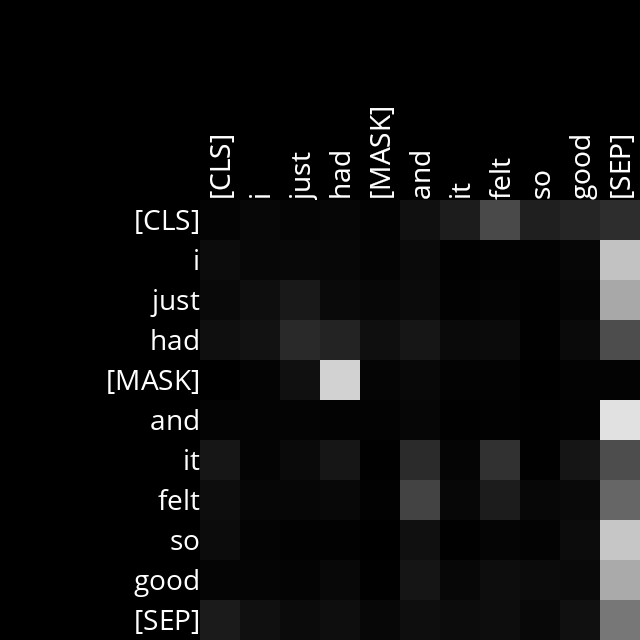 [CLS] i just had [MASK] and it felt so good [SEP]
[CLS]
i
just
had
[MASK]
and
it
felt
so
good
[SEP]